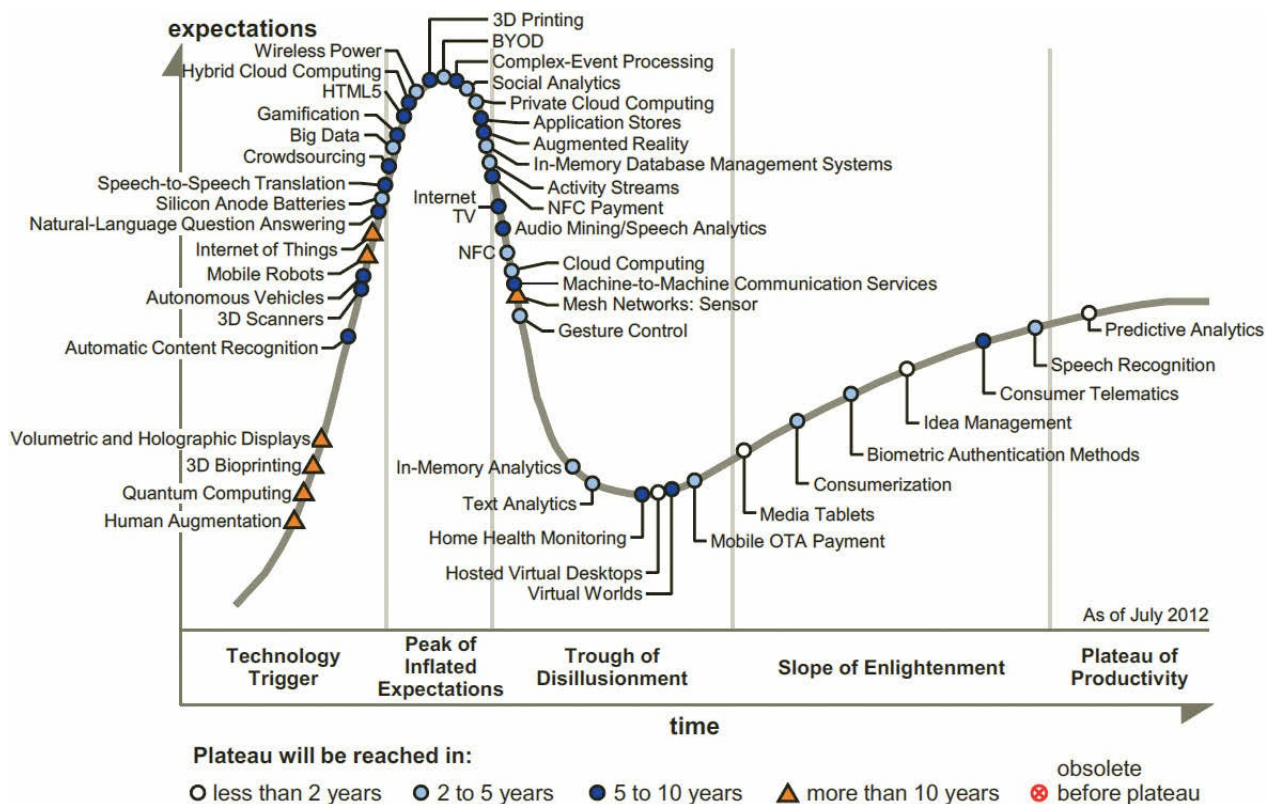 expectations
3D Printing
BYOD
Wireless Power
Complex-Event Processing
Hybrid Cloud Computing
Social Analytics
HTML5
Private Cloud Computing
Gamification
Application Stores
Big Data
Augmented Reality
Crowdsourcing
In-Memory Database Management Systems
Speech-to-Speech Translation
Activity Streams
Silicon Anode Batteries
NFC Payment
Natural-Language Question Answering
Internet
TV
Audio Mining/Speech Analytics
Internet of Things
NFC
Cloud Computing
Mobile Robots
Machine-to-Machine Communication Services
Autonomous Vehicles
Mesh Networks: Sensor
3D Scanners
Gesture Control
Automatic Content Recognition
Predictive Analytics
Speech Recognition
Consumer Telematics
Idea Management
Volumetric and Holographic Displays
Biometric Authentication Methods
3D Bioprinting
In-Memory Analytics
Consumerization
Quantum Computing
Text Analytics
Media Tablets
Human Augmentation
Home Health Monitoring
Mobile OTA Payment
Hosted Virtual Desktops
Virtual Worlds
As of July 2012
Technology
Trigger
Peak of
Inflated
Expectations
Trough of
Disillusionment
Slope of Enlightenment
Plateau of
Productivity
time
Plateau will be reached in:
less than 2 years
2 to 5 years
5 to 10 years
more than 10 years
obsolete
before plateau